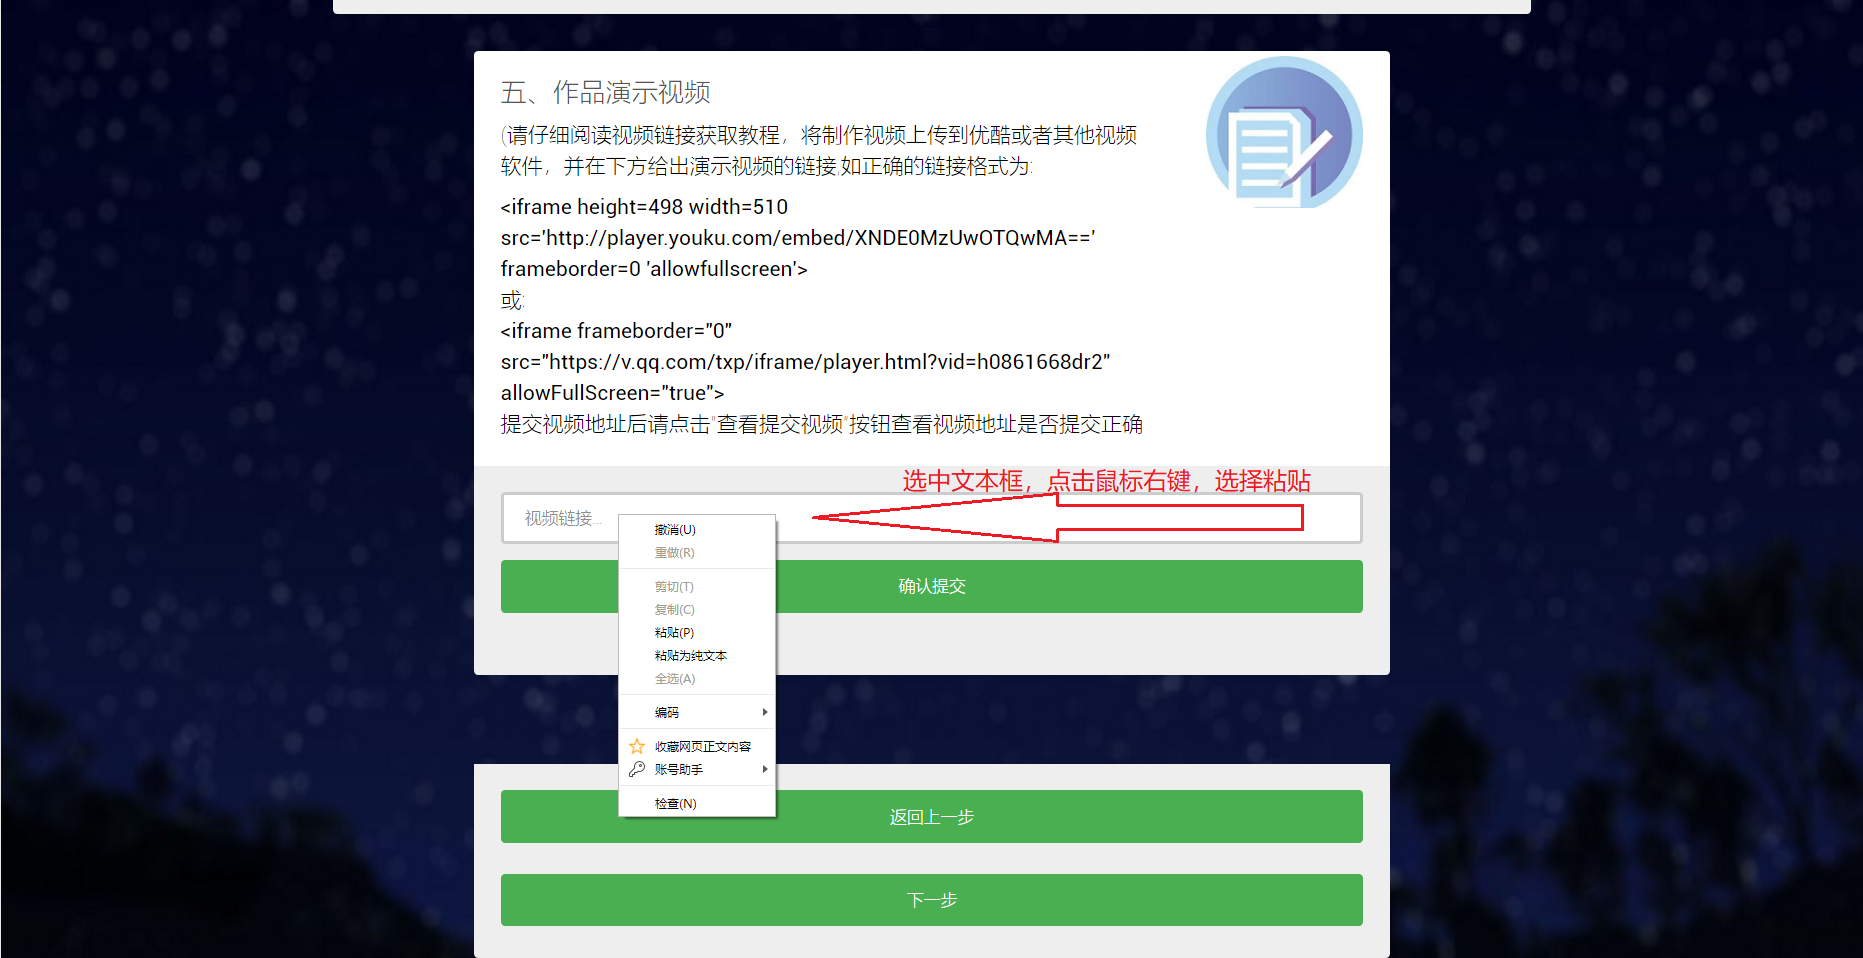 五、作品演示视频
(请仔细阅读视频链接获取教程，将制作视频上传到优酷或者其他视频
软件，并在下方给出演示视频的链接,如正确的链接格式为:
<iframe height=498 width=510
src='http://player.youku.com/embed/XNDE0MzUwOTQwMA=='
frameborder=0 'allowfullscreen'>
或:
<iframe frameborder="0"
src="https://v.qq.com/txp/iframe/player.html?vid=h0861668dr2"
allowFullScreen="true">
提交视频地址后请点击"查看提交视频"按钮查看视频地址是否提交正确
选中文本框，点击鼠标右键，选择粘贴
视频链接...
撤消(U)
重做(R)
剪切(T)
复制(C)
粘贴(P)
粘贴为纯文本
全选(A)
编码
收藏网页正文内容
账号助手
检查(N)
确认提交
返回上一步
下一步